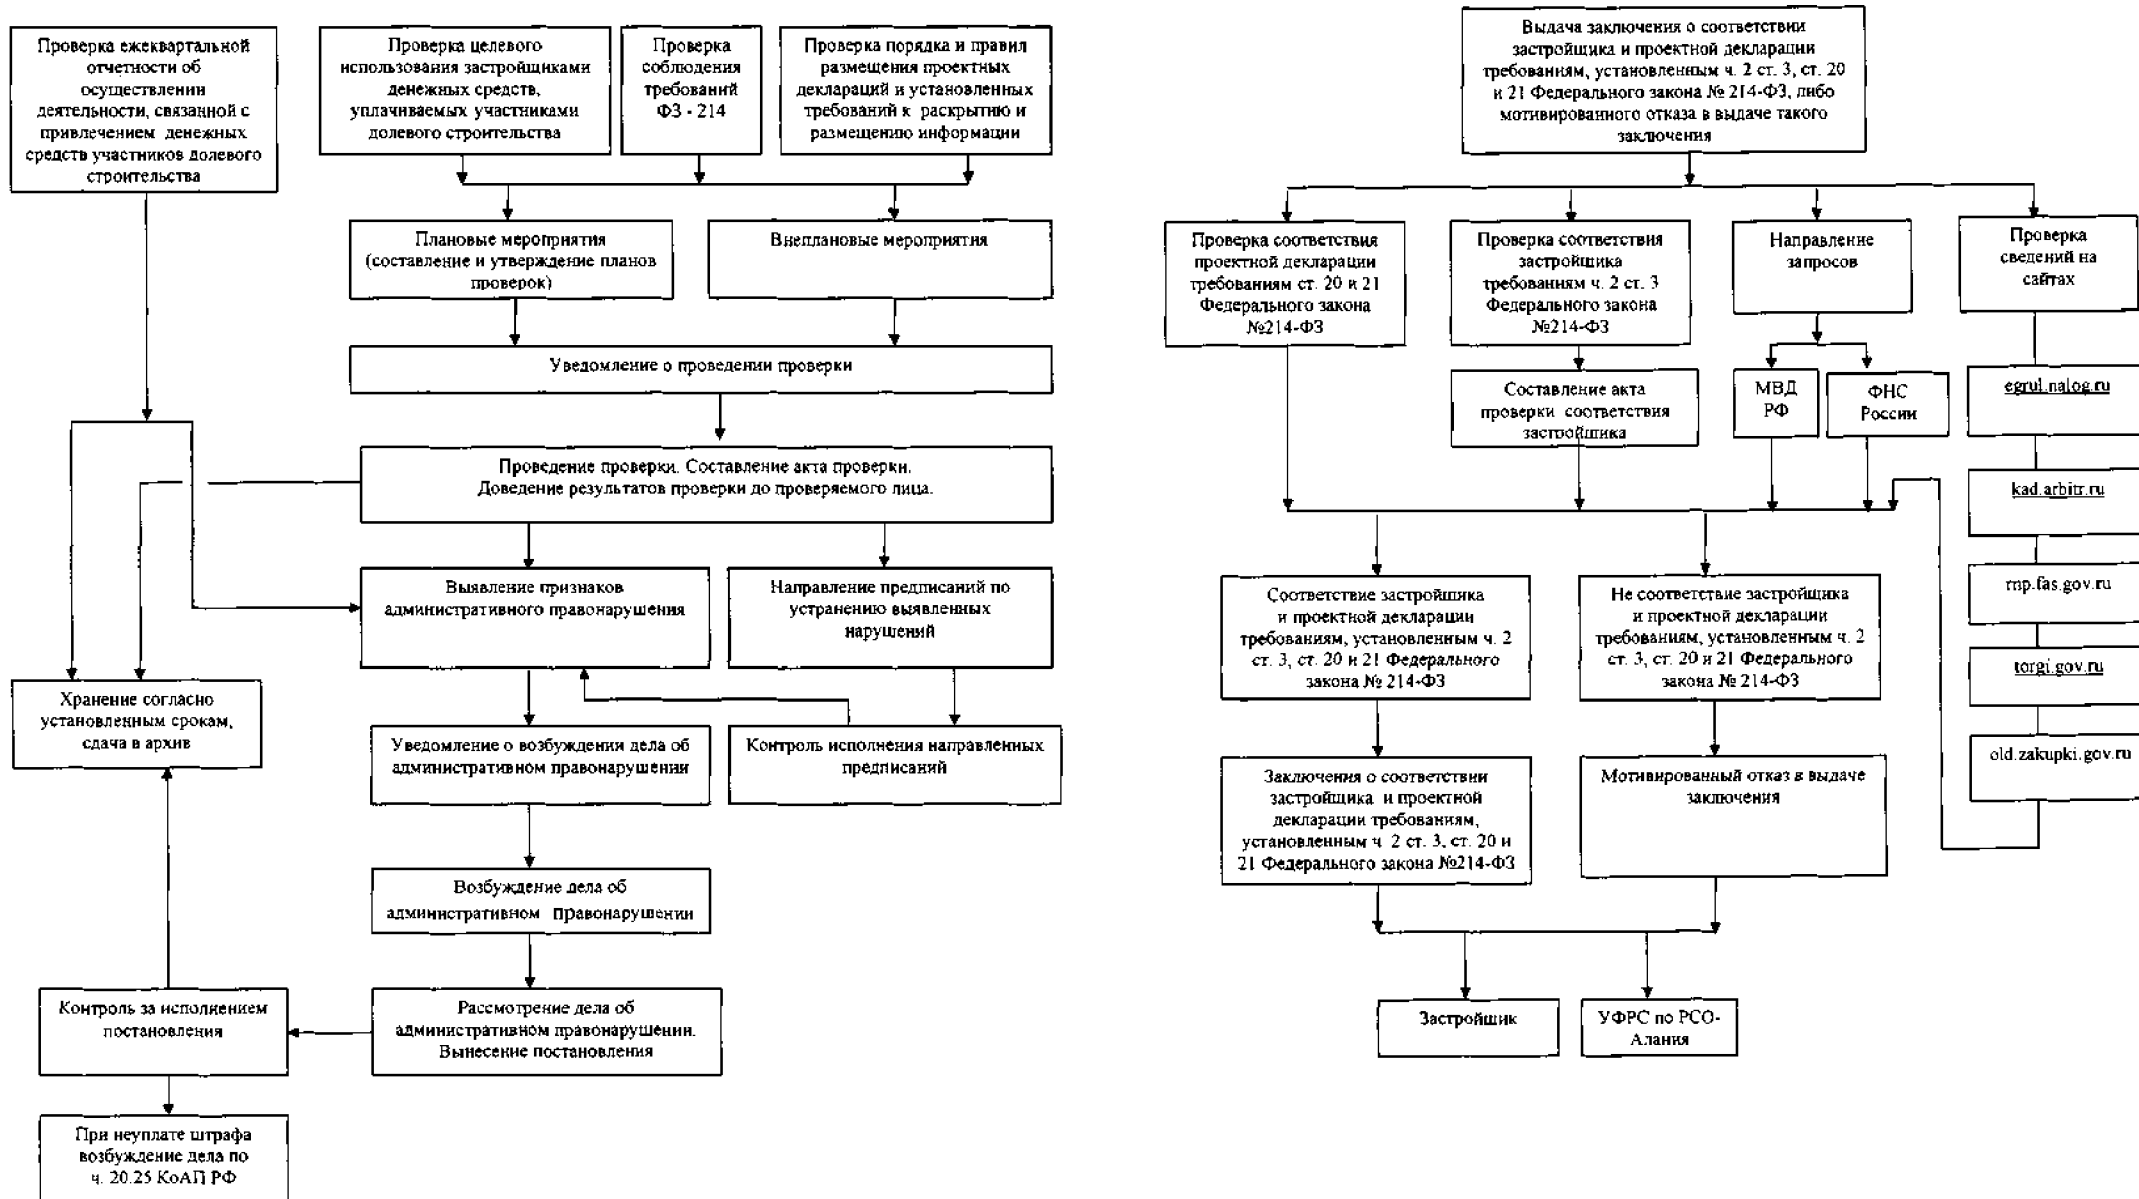 Проверка ежеквартальной
отчетности об
осуществлении
деятельности, связанной с
привлечением денежных
средств участников долевого
строительства
Проверка целевого
использования застройщиками
денежных средств,
уплачиваемых участниками
долевого строительства
Проверка
соблюдения
требований
ФЗ - 214
Проверка порядка и правил
размещения проектных
деклараций и установленных
требований к раскрытию и
размещению информации
Плановые мероприятия
(составление и утверждение планов
проверок)
Внеплановые мероприятия
Уведомление о проведении проверки
Проведение проверки. Составление акта проверки.
Доведение результатов проверки до проверяемого лица.
Выявление признаков
административного правонарушения
Направление предписаний по
устранению выявленных
нарушений
Хранение согласно
установленным срокам,
сдача в архив
Уведомление о возбуждении дела об
административном правонарушении
Контроль исполнения направленных
предписаний
Возбуждение дела об
административном правонарушении
Контроль за исполнением
постановления
Рассмотрение дела об
административном правонарушении.
Вынесение постановления
При неуплате штрафа
возбуждение дела по
ч. 20.25 КоАП РФ
Выдача заключения о соответствии
застройщика и проектной декларации
требованиям, установленным ч. 2 ст. 3, ст. 20
и 21 Федерального закона № 214-ФЗ, либо
мотивированного отказа в выдаче такого
заключения
Проверка соответствия
проектной декларации
требованиям ст. 20 и 21
Федерального закона
№214-ФЗ
Проверка соответствия
застройщика
требованиям ч. 2 ст. 3
Федерального закона
№214-ФЗ
Направление
запросов
Проверка
сведений на
сайтах
Составление акта
проверки соответствия
застройщика
МВД
РФ
ФНС
России
egrul.nalog.ru
kad.arbitr.ru
rnp.fas.gov.ru
torgi.gov.ru
old.zakupki.gov.ru
Соответствие застройщика
и проектной декларации
требованиям, установленным ч. 2
ст. 3, ст. 20 и 21 Федерального
закона № 214-ФЗ
Не соответствие застройщика
и проектной декларации
требованиям, установленным ч. 2
ст. 3, ст. 20 и 21 Федерального
закона № 214-ФЗ
Заключения о соответствии
застройщика и проектной
декларации требованиям,
установленным ч. 2 ст. 3, ст. 20 и
21 Федерального закона №214-ФЗ
Мотивированный отказ в выдаче
заключения
Застройщик
УФРС по РСО-
Алания